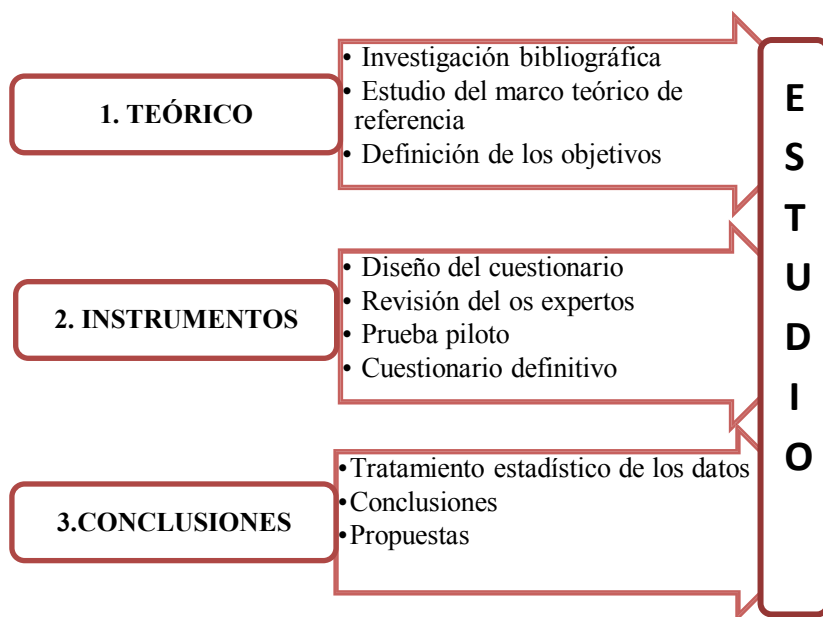 1. TEÓRICO
• Investigación bibliográfica
• Estudio del marco teórico de
referencia
• Definición de los objetivos
2. INSTRUMENTOS
• Diseño del cuestionario
• Revisión del os expertos
• Prueba piloto
• Cuestionario definitivo
3.CONCLUSIONES
•Tratamiento estadístico de los datos
•Conclusiones
•Propuestas
E
S
T
U
D
I
O